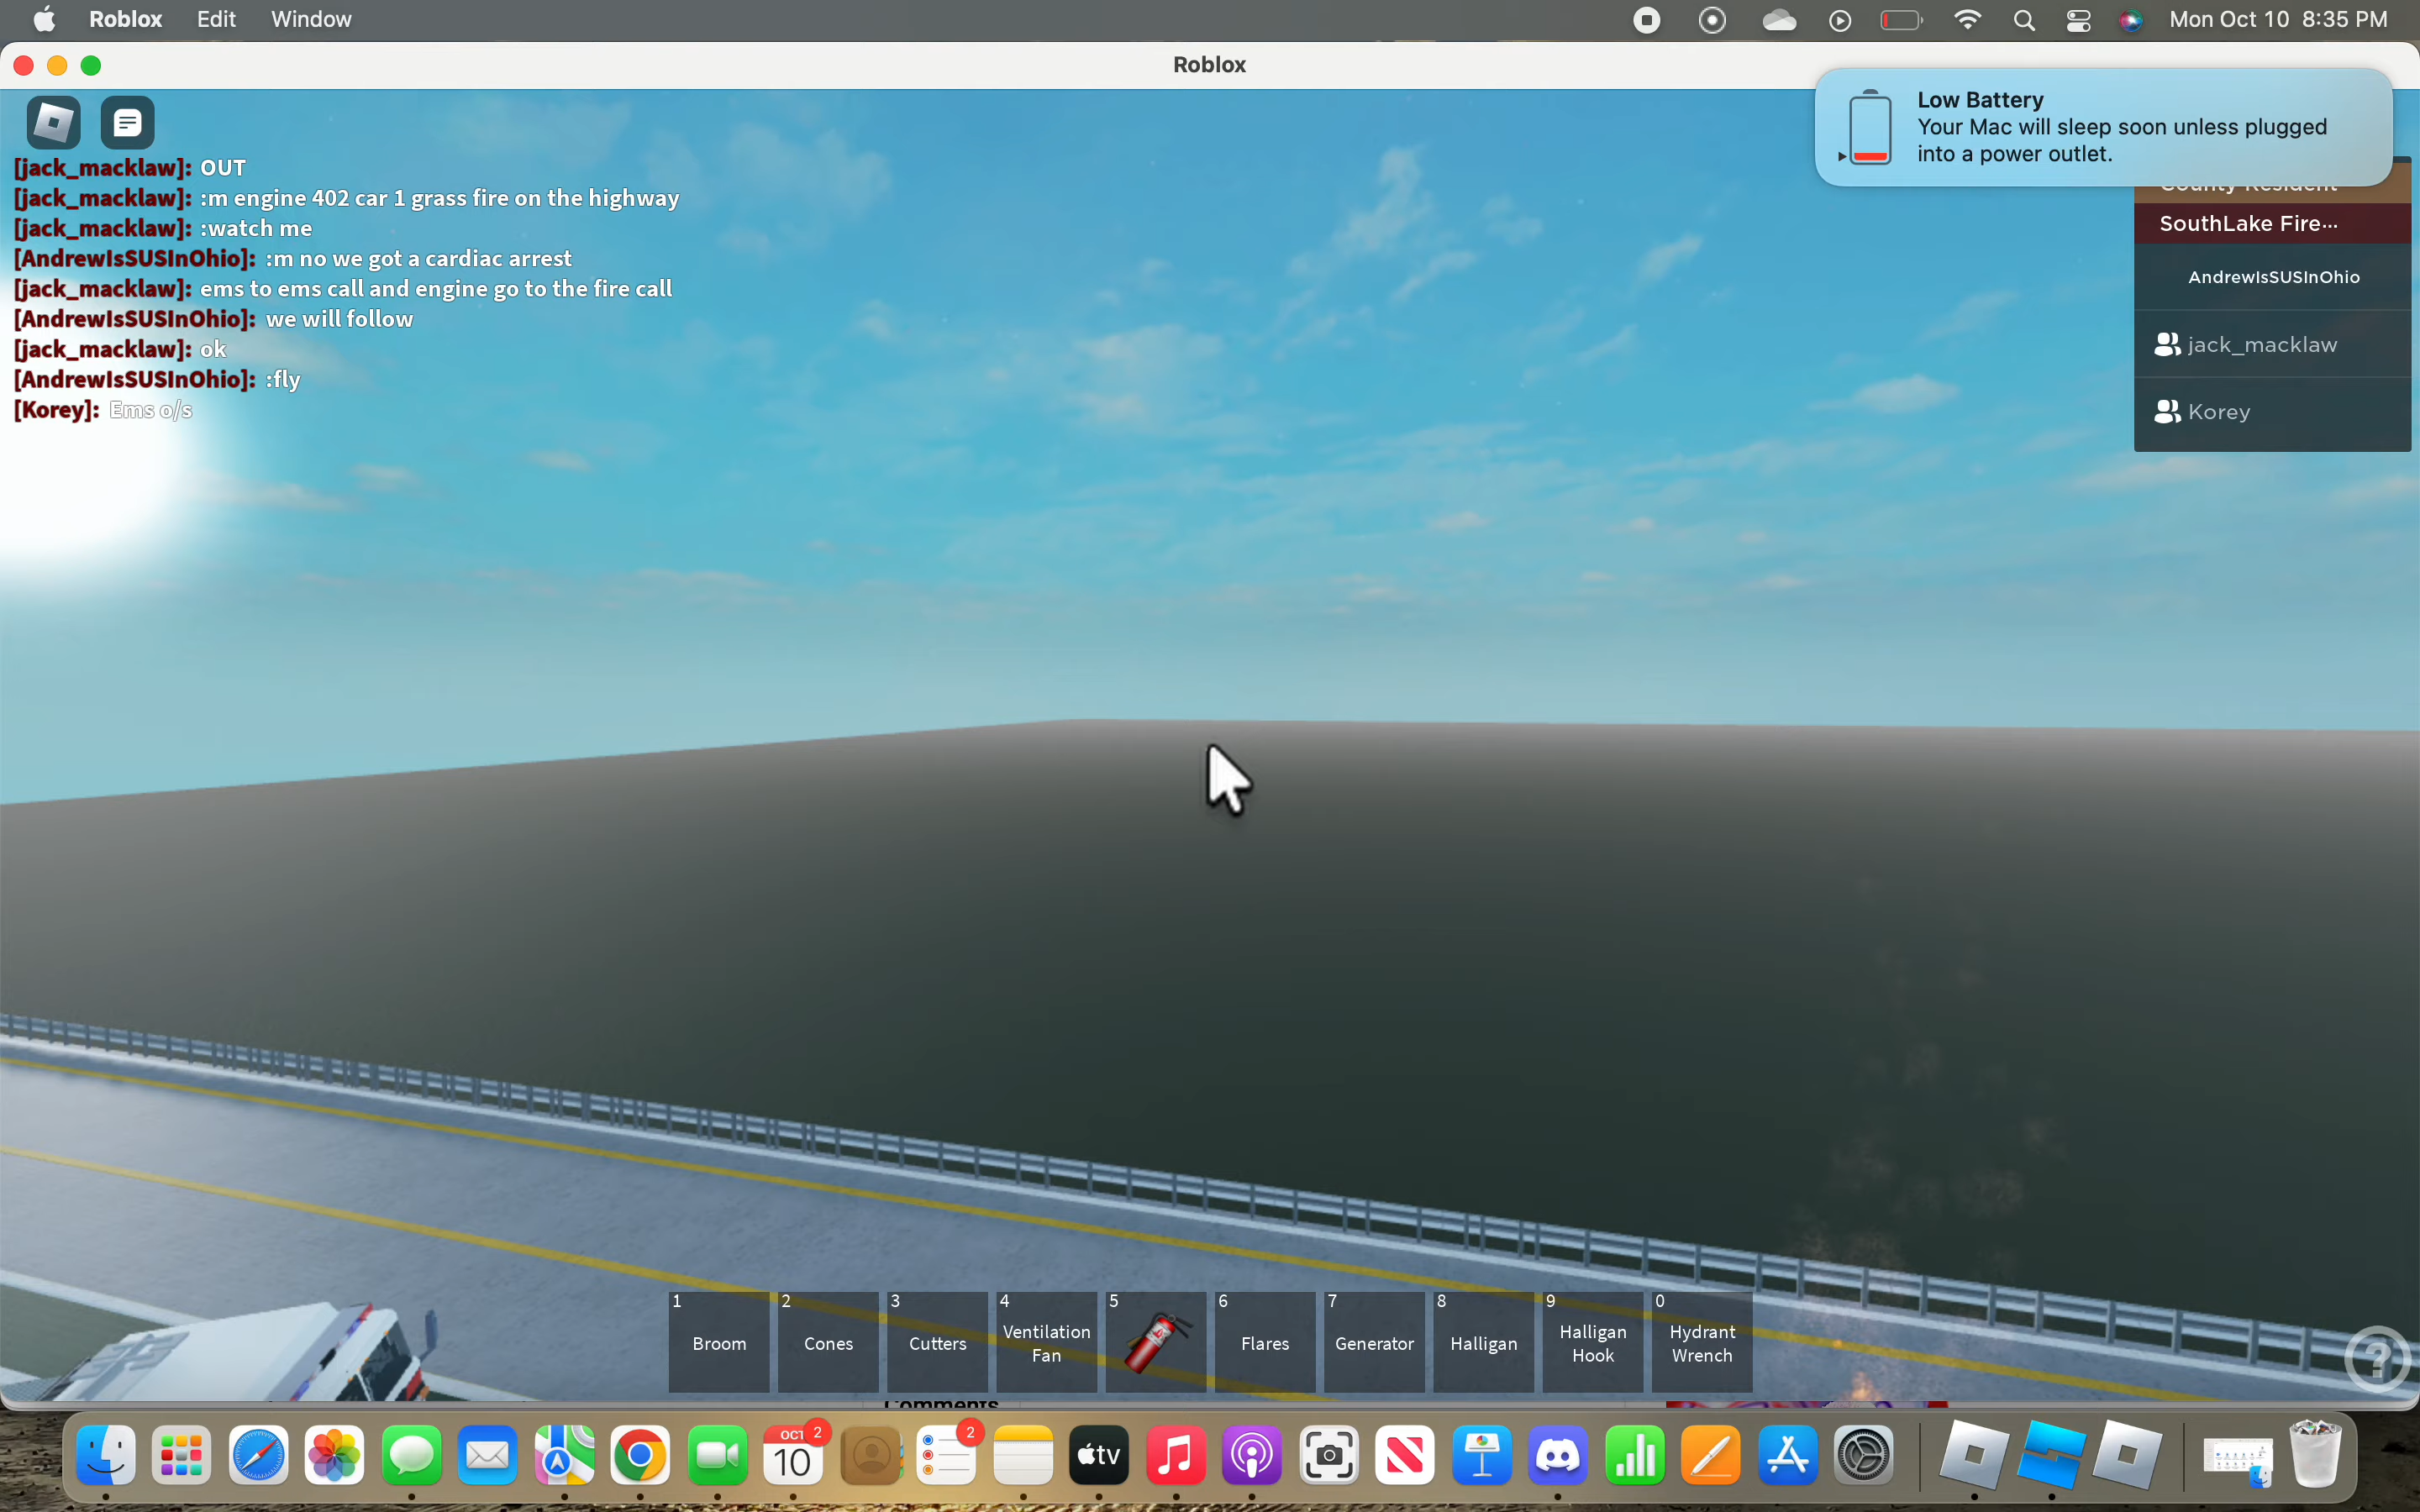 Roblox Edit Window Mon Oct 10 8:35 PM
Roblox
Low Battery
Your Mac will sleep soon unless plugged
into a power outlet.
[jack_macklaw]: OUT
[jack_macklaw]: :m engine 402 car 1 grass fire on the highway
[jack_macklaw]: :watch me
[AndrewIsSUSInOhio]: :m no we got a cardiac arrest
[jack_macklaw]: ems to ems call and engine go to the fire call
[AndrewIsSUSInOhio]: we will follow
[jack_macklaw]: ok
[AndrewIsSUSInOhio]: :fly
[Korey]: Ems o/s
County Resident
SouthLake Fire...
AndrewIsSUSInOhio
jack_macklaw
Korey
1 2 3 4 5 6 7 8 9 0
Broom Cones Cutters Ventilation Fan Flares Generator Halligan Halligan Hook Hydrant Wrench
?
Comments
OCT 2 2
10 tv